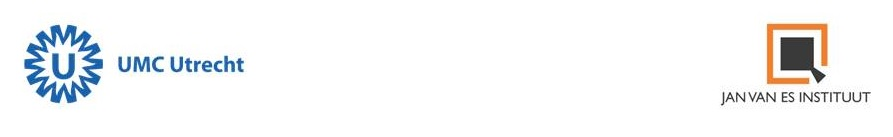 U
UMC Utrecht
JAN VAN ES INSTITUUT